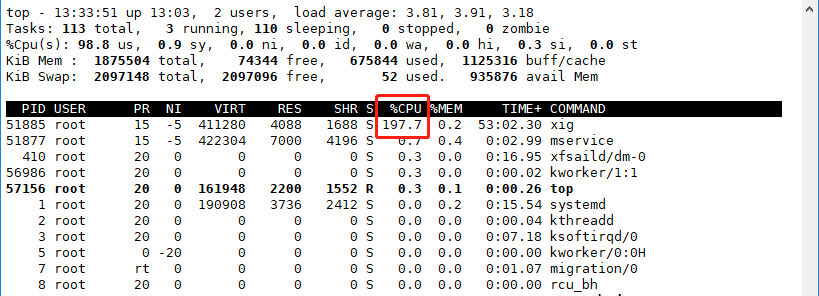 top - 13:33:51 up 13:03,  2 users,  load average: 3.81, 3.91, 3.18
Tasks: 113 total,   3 running, 110 sleeping,   0 stopped,   0 zombie
%Cpu(s): 98.8 us,  0.9 sy,  0.0 ni,  0.0 id,  0.0 wa,  0.0 hi,  0.3 si,  0.0 st
KiB Mem :  1875504 total,    74344 free,   675844 used,  1125316 buff/cache
KiB Swap:  2097148 total,  2097096 free,       52 used.   935876 avail Mem
PID USER      PR  NI    VIRT    RES    SHR S  %CPU %MEM     TIME+ COMMAND
51885 root      15  -5  411280   4088   1688 S 197.7  0.2  53:02.30 xig
51877 root      15  -5  422304   7000   4196 S   0.7  0.4   0:02.99 mservice
410 root      20   0       0      0      0 S   0.3  0.0   0:16.95 xfsaild/dm-0
56986 root      20   0       0      0      0 S   0.3  0.0   0:00.02 kworker/1:1
57156 root      20   0  161948   2200   1552 R   0.3  0.1   0:00.26 top
1 root      20   0  190908   3736   2412 S   0.0  0.2   0:15.54 systemd
2 root      20   0       0      0      0 S   0.0  0.0   0:00.04 kthreadd
3 root      20   0       0      0      0 S   0.0  0.0   0:07.18 ksoftirqd/0
5 root       0 -20       0      0      0 S   0.0  0.0   0:00.00 kworker/0:0H
7 root      rt   0       0      0      0 S   0.0  0.0   0:01.07 migration/0
8 root      20   0       0      0      0 S   0.0  0.0   0:00.00 rcu_bh